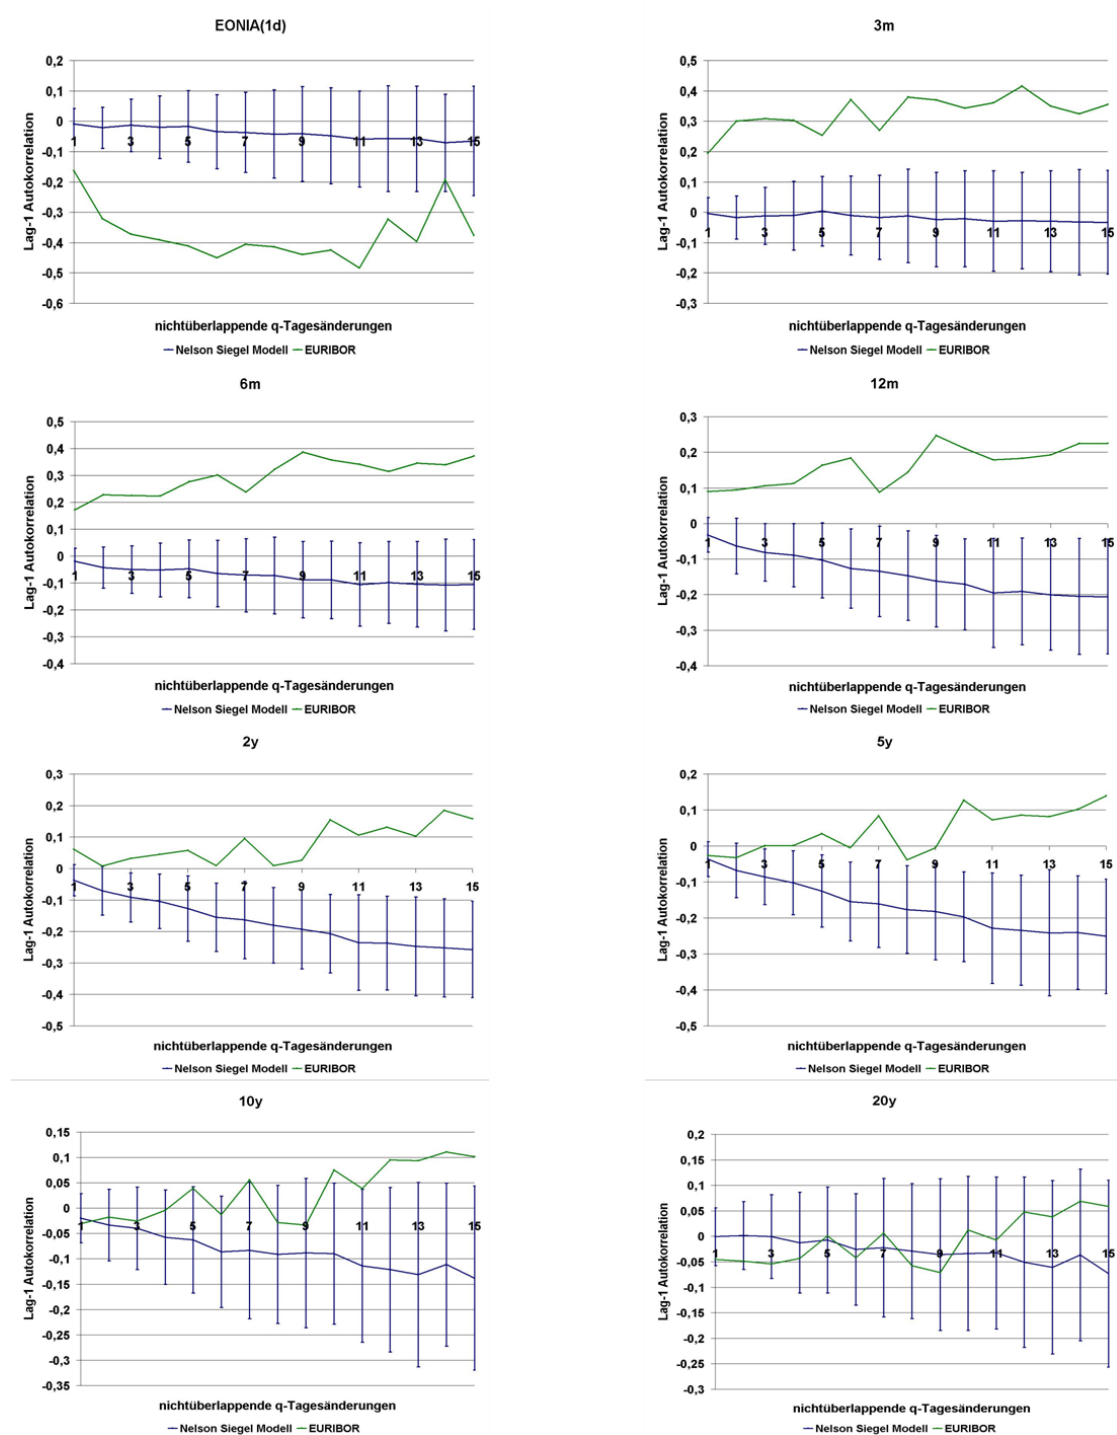 EONIA(1d)
0,2
0,1
0
-0,1
-0,2
-0,3
-0,4
-0,5
-0,6
Lag-1 Autokorrelation
1 3 5 7 9 11 13 15
nichtüberlappende q-Tagesänderungen
Nelson Siegel Modell EURIBOR
3m
0,5
0,4
0,3
0,2
0,1
0
-0,1
-0,2
-0,3
Lag-1 Autokorrelation
1 3 5 7 9 11 13 15
nichtüberlappende q-Tagesänderungen
Nelson Siegel Modell EURIBOR
6m
0,5
0,4
0,3
0,2
0,1
0
-0,1
-0,2
-0,3
-0,4
Lag-1 Autokorrelation
1 3 5 7 9 11 13 15
nichtüberlappende q-Tagesänderungen
Nelson Siegel Modell EURIBOR
12m
0,3
0,2
0,1
0
-0,1
-0,2
-0,3
-0,4
Lag-1 Autokorrelation
1 3 5 7 9 11 13 15
nichtüberlappende q-Tagesänderungen
Nelson Siegel Modell EURIBOR
2y
0,3
0,2
0,1
0
-0,1
-0,2
-0,3
-0,4
-0,5
Lag-1 Autokorrelation
1 3 5 7 9 11 13 15
nichtüberlappende q-Tagesänderungen
Nelson Siegel Modell EURIBOR
5y
0,2
0,1
0
-0,1
-0,2
-0,3
-0,4
-0,5
Lag-1 Autokorrelation
1 3 5 7 9 11 13 15
nichtüberlappende q-Tagesänderungen
Nelson Siegel Modell EURIBOR
10y
0,15
0,1
0,05
0
-0,05
-0,1
-0,15
-0,2
-0,25
-0,3
-0,35
Lag-1 Autokorrelation
1 3 5 7 9 11 13 15
nichtüberlappende q-Tagesänderungen
Nelson Siegel Modell EURIBOR
20y
0,2
0,15
0,1
0,05
0
-0,05
-0,1
-0,15
-0,2
-0,25
-0,3
Lag-1 Autokorrelation
1 3 5 7 9 11 13 15
nichtüberlappende q-Tagesänderungen
Nelson Siegel Modell EURIBOR